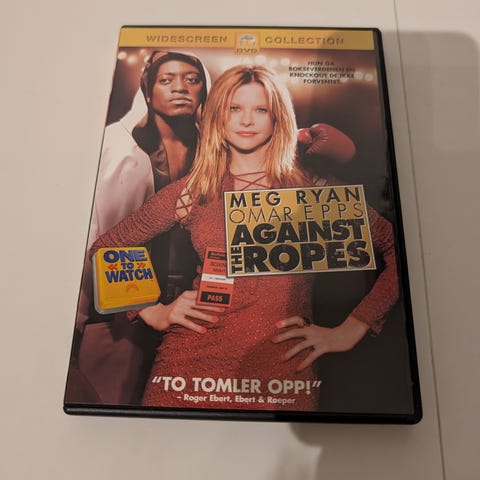 WIDESCREEN DVD COLLECTION
HUN GA
BOKSEVERDENEN EN
KNOCKOUT DE IKKE
FORVENTET.
MEG RYAN
OMAR EPPS
AGAINST
THE ROPES
ONE
TO
WATCH
PASS
"TO TOMLER OPP!"
- Roger Ebert, Ebert & Roeper